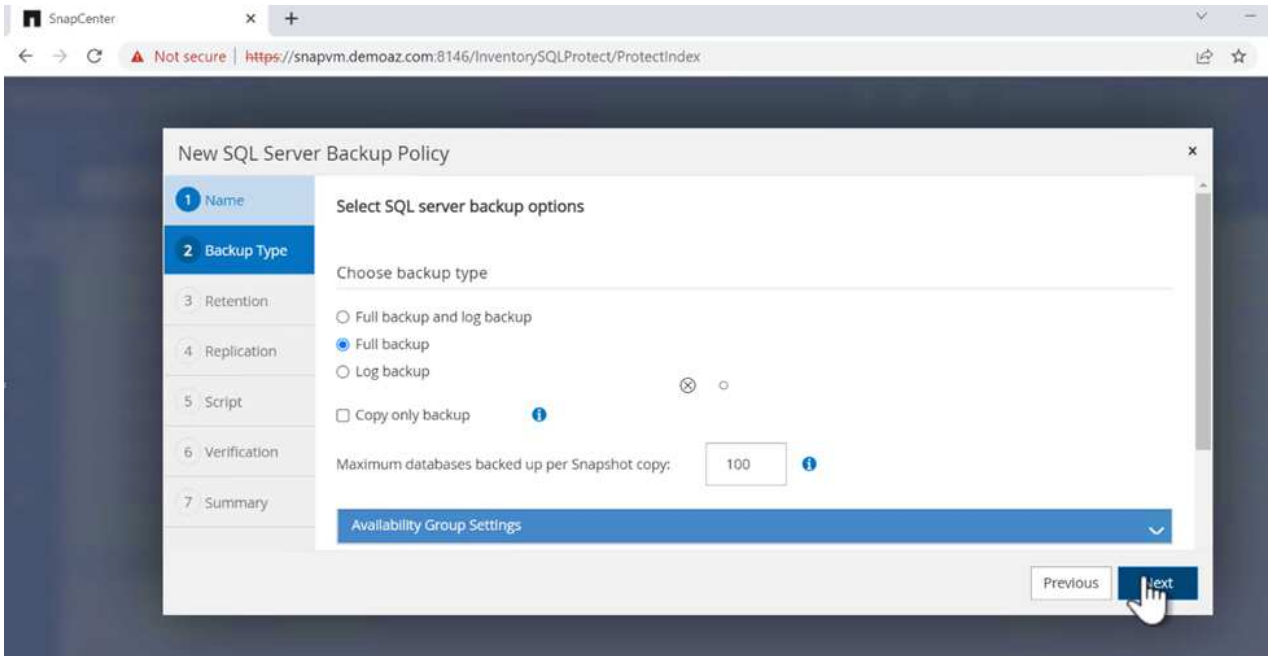 SnapCenter
Not secure | https://snapvm.demoaz.com:8146/InventorySQLProtect/ProtectIndex
New SQL Server Backup Policy
1 Name
2 Backup Type
3 Retention
4 Replication
5 Script
6 Verification
7 Summary
Select SQL server backup options
Choose backup type
Full backup and log backup
Full backup
Log backup
Copy only backup
Maximum databases backed up per Snapshot copy: 100
Availability Group Settings
Previous Next